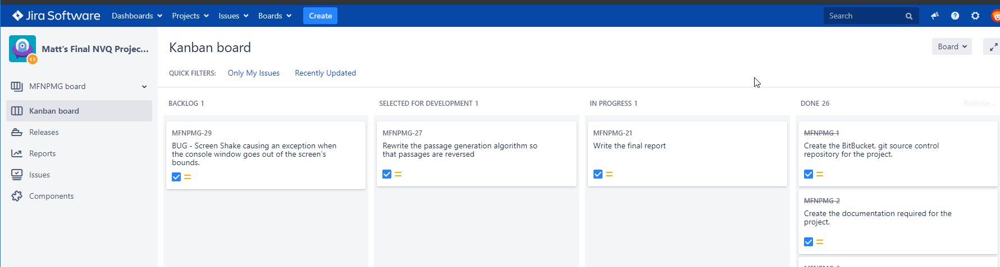 Jira Software
Dashboards
Projects
Issues
Boards
Create
Search
Matt's Final NVQ Projec...
MFNPMG board
Kanban board
Releases
Reports
Issues
Components
Kanban board
Board
QUICK FILTERS:
Only My Issues
Recently Updated
BACKLOG 1
MFNPMG-29
BUG - Screen Shake causing an exception when
the console window goes out of the screen's
bounds.
SELECTED FOR DEVELOPMENT 1
MFNPMG-27
Rewrite the passage generation algorithm so
that passages are reversed
IN PROGRESS 1
MFNPMG-21
Write the final report
DONE 26
Release...
MFNPMG-1
Create the BitBucket, git source control
repository for the project.
MFNPMG-2
Create the documentation required for the
project.